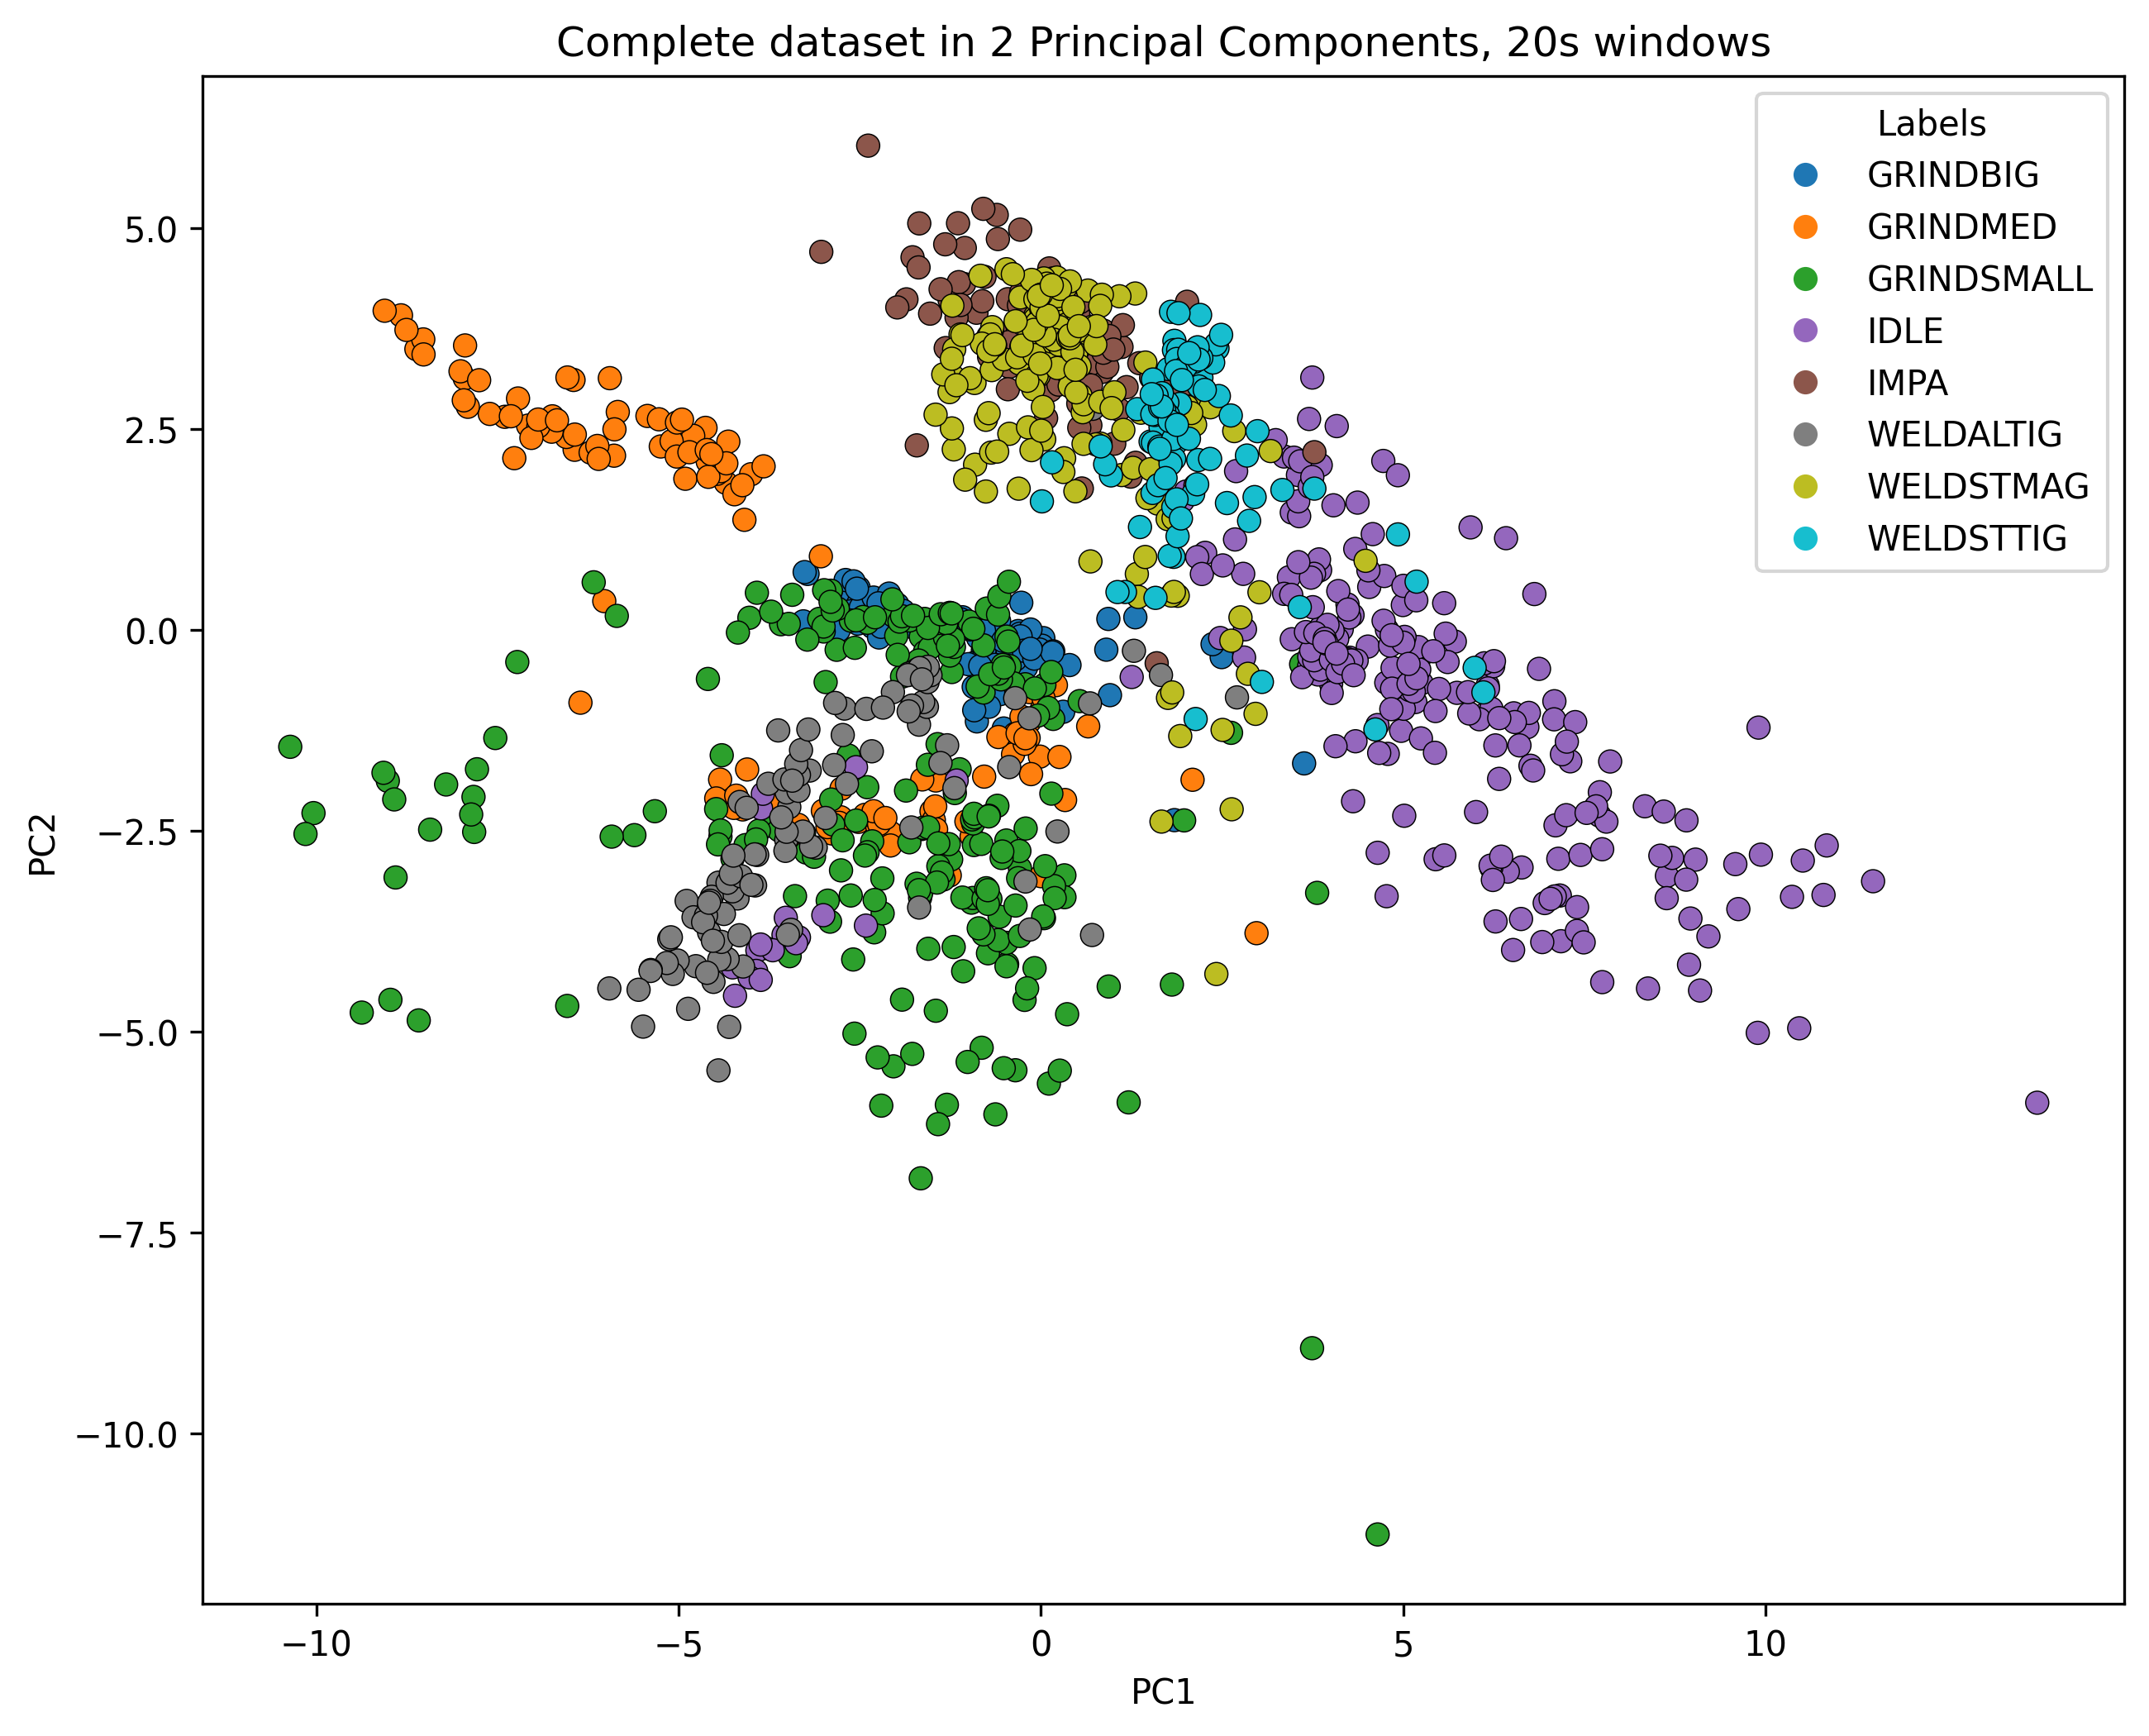 Complete dataset in 2 Principal Components, 20s windows
Labels
GRINDBIG
GRINDMED
GRINDSMALL
IDLE
IMPA
WELDALTIG
WELDSTMAG
WELDSTTIG
5.0
2.5
0.0
−2.5
−5.0
−7.5
−10.0
PC2
−10
−5
0
5
10
PC1